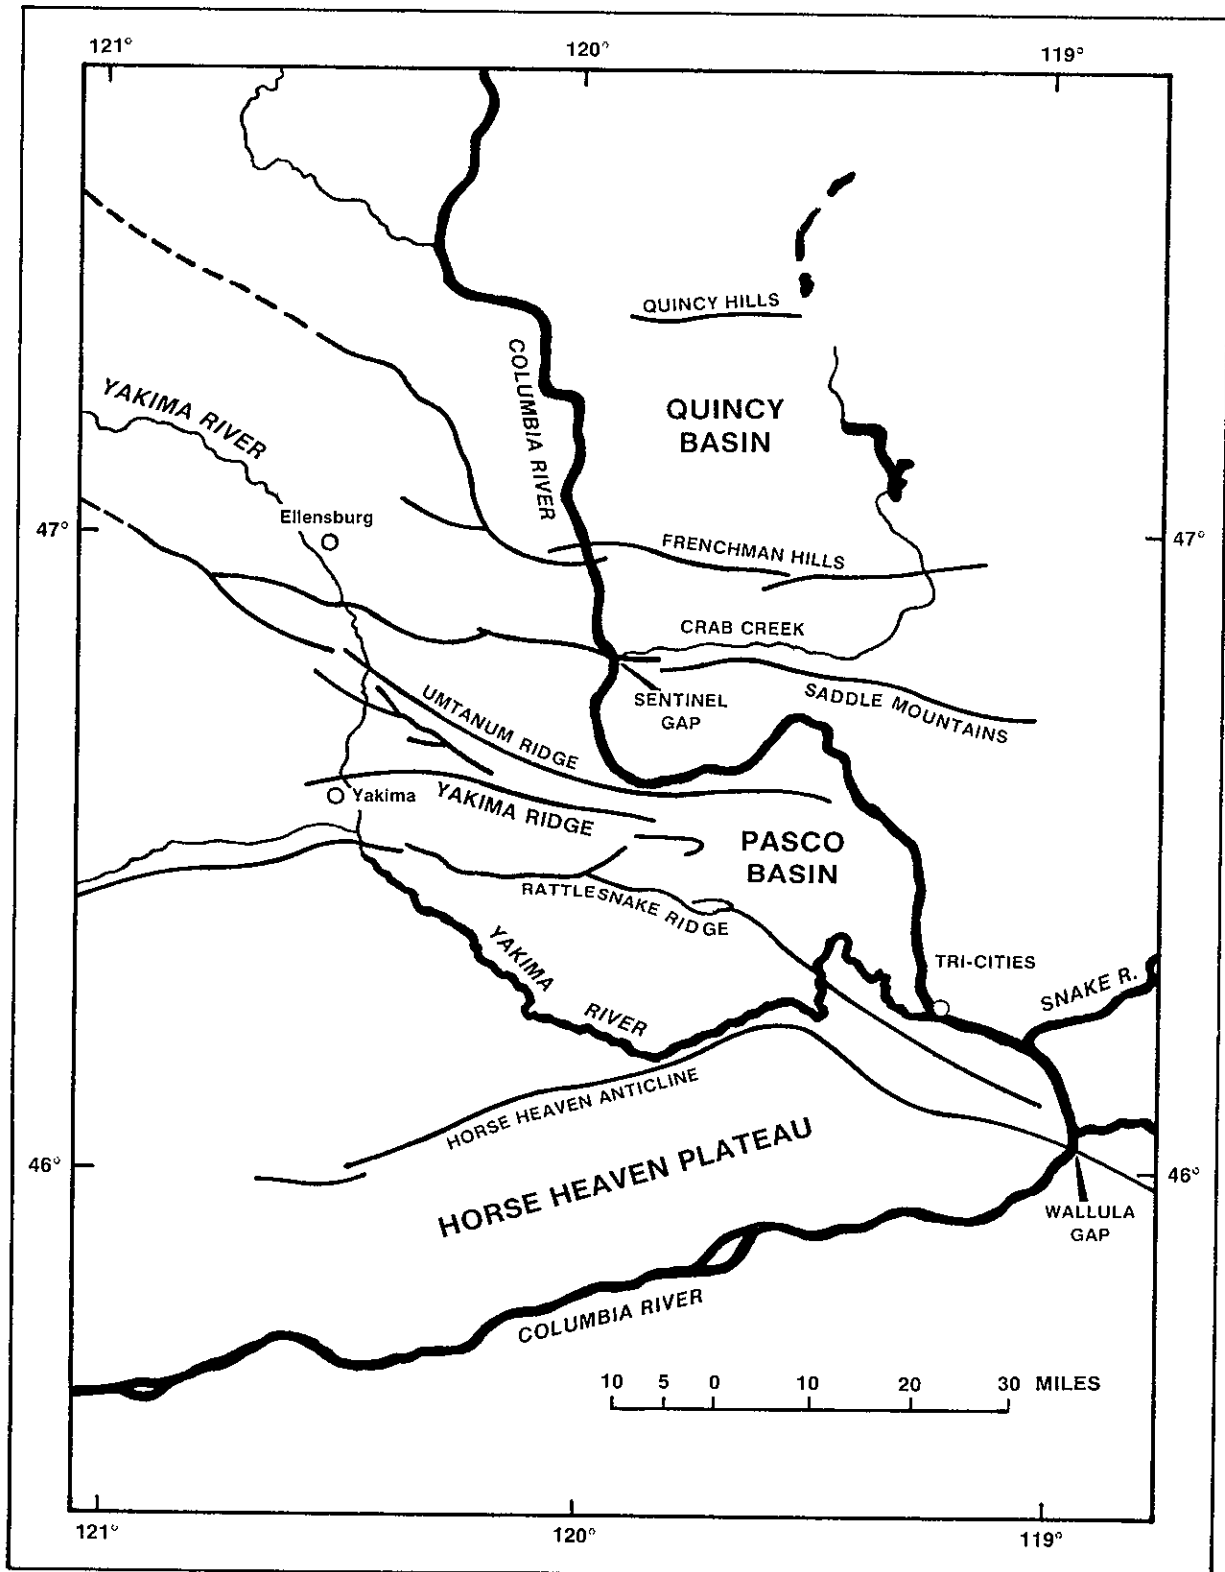 121°
120°
119°
QUINCY HILLS
COLUMBIA RIVER
YAKIMA RIVER
QUINCY
BASIN
47°
Ellensburg
47°
FRENCHMAN HILLS
CRAB CREEK
SENTINEL
GAP
SADDLE MOUNTAINS
UMTANUM RIDGE
Yakima
YAKIMA RIDGE
PASCO
BASIN
RATTLESNAKE RIDGE
YAKIMA
RIVER
TRI-CITIES
SNAKE R.
HORSE HEAVEN ANTICLINE
HORSE HEAVEN PLATEAU
46°
46°
WALLULA
GAP
COLUMBIA RIVER
10 5 0 10 20 30 MILES
121°
120°
119°